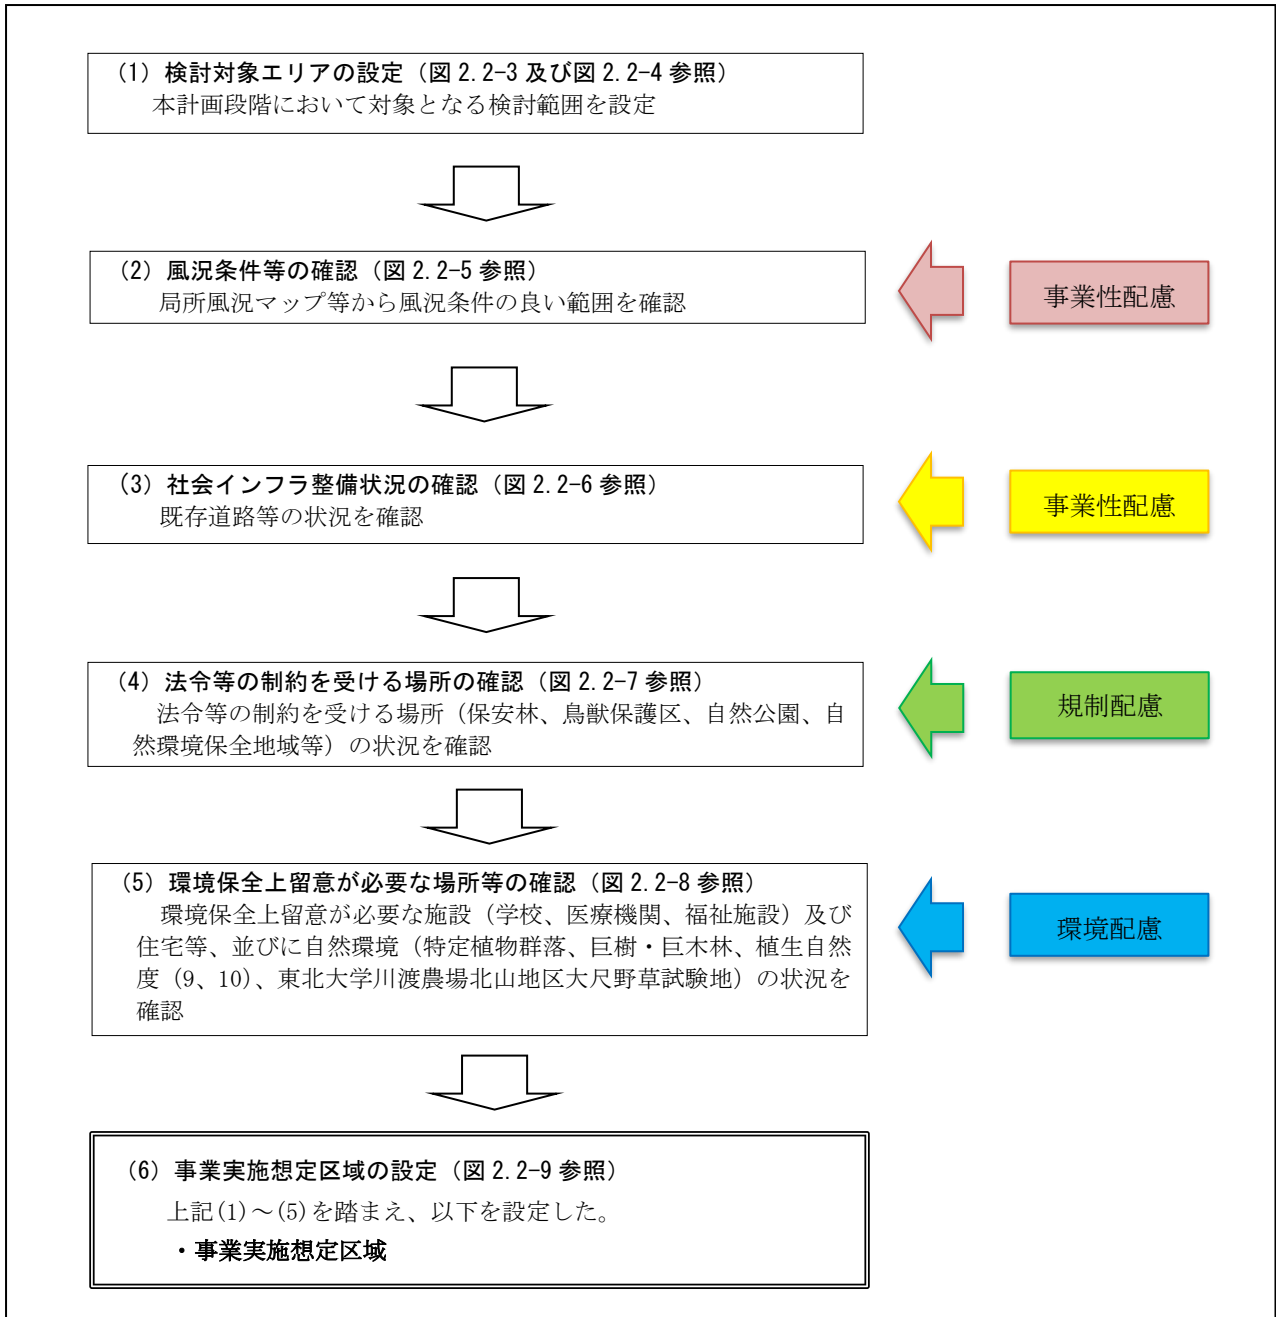 (1) 検討対象エリアの設定（図 2.2-3 及び図 2.2-4 参照）
本計画段階において対象となる検討範囲を設定
(2) 風況条件等の確認（図 2.2-5 参照）
局所風況マップ等から風況条件の良い範囲を確認
事業性配慮
(3) 社会インフラ整備状況の確認（図 2.2-6 参照）
既存道路等の状況を確認
事業性配慮
(4) 法令等の制約を受ける場所の確認（図 2.2-7 参照）
法令等の制約を受ける場所（保安林、鳥獣保護区、自然公園、自
然環境保全地域等）の状況を確認
規制配慮
(5) 環境保全上留意が必要な場所等の確認（図 2.2-8 参照）
環境保全上留意が必要な施設（学校、医療機関、福祉施設）及び
住宅等、並びに自然環境（特定植物群落、巨樹・巨木林、植生自然
度（9、10）、東北大学川渡農場北山地区大尺野草試験地）の状況を
確認
環境配慮
(6) 事業実施想定区域の設定（図 2.2-9 参照）
上記(1)～(5)を踏まえ、以下を設定した。
・事業実施想定区域